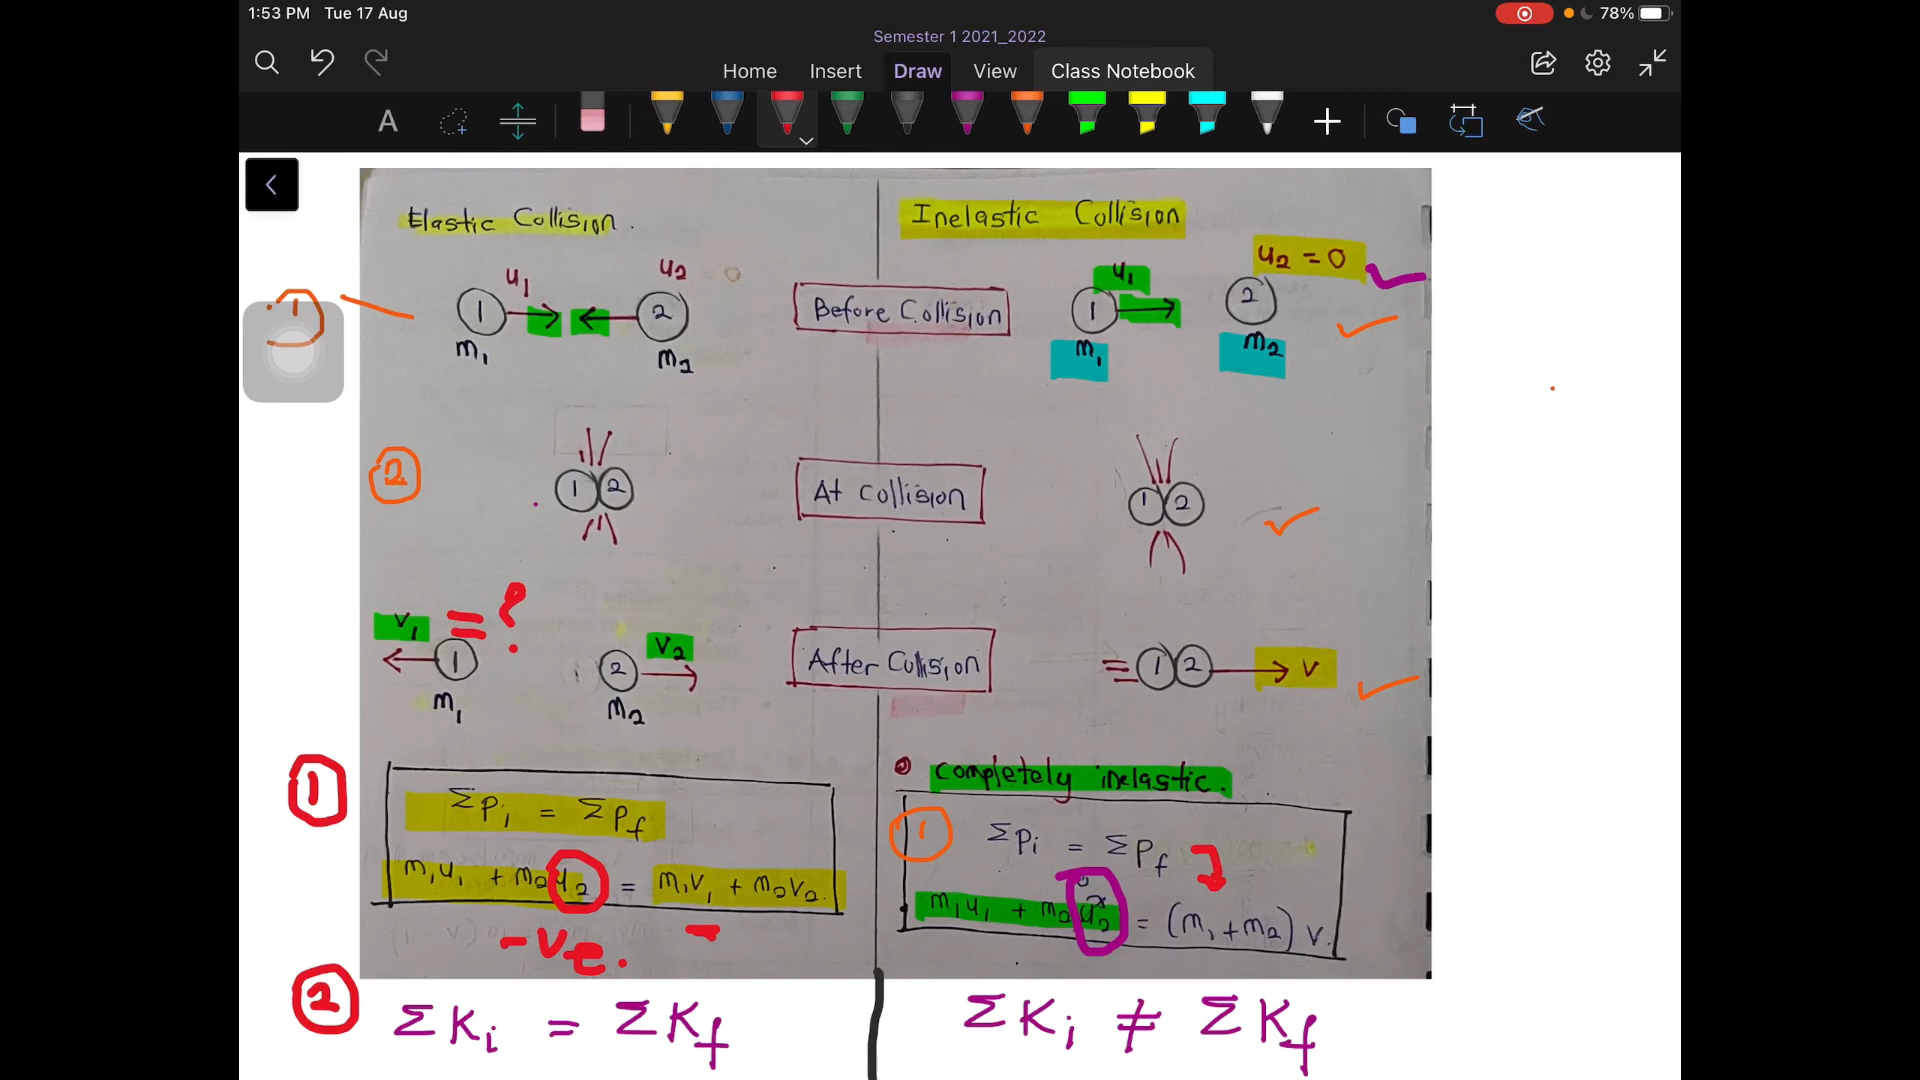 1:53 PM Tue 17 Aug
78%
Semester 1 2021_2022
Home Insert Draw View Class Notebook
A
Elastic Collision.
Inelastic Collision
u1 u2
u1 u2 = 0
1 2
Before Collision
1 2
m1 m2
m1 m2
1
2
1 2
At Collision
1 2
v1 = ?
v2
1 2
After Collision
1 2 v
m1 m2
1
Σpi = Σpf
m1u1 + m2u2 = m1v1 + m2v2.
-ve.
-
• Completely inelastic.
1
Σpi = Σpf
m1u1 + m2u2 = (m1+m2) v.
2
ΣKi = ΣKf
ΣKi ≠ ΣKf